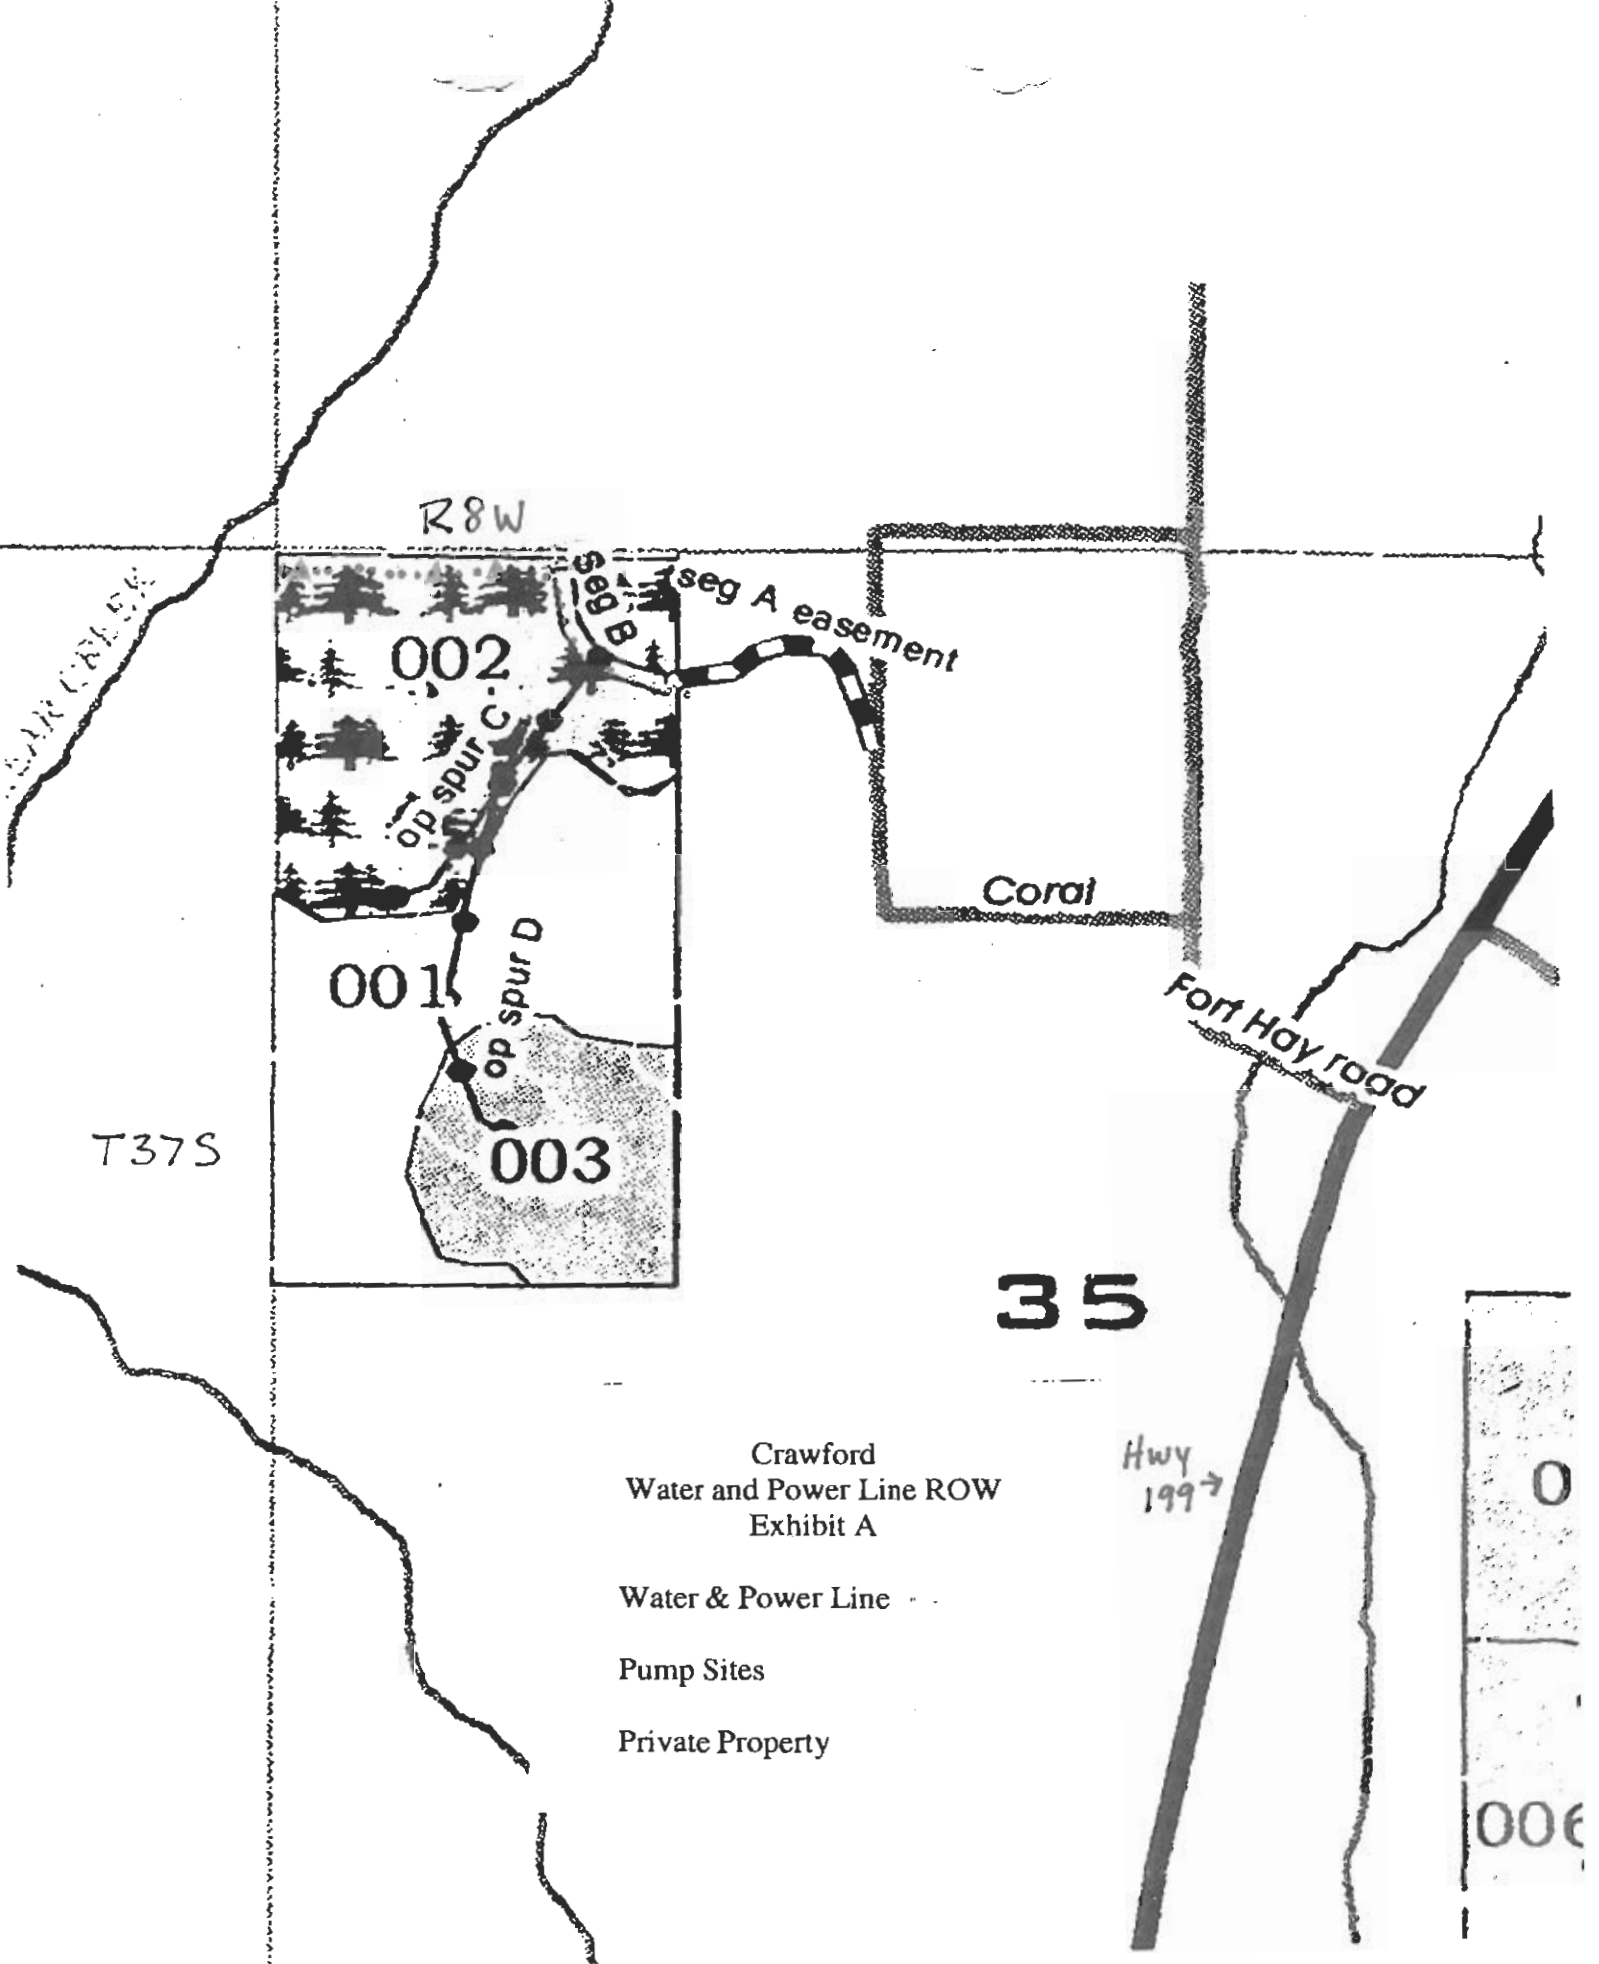 R8W
seg A easement
Seg B
002
op spur C
Coral
001
op spur D
Fort Hay road
T37S
003
35
Crawford
Water and Power Line ROW
Exhibit A
Hwy
199→
Water & Power Line
Pump Sites
Private Property
006